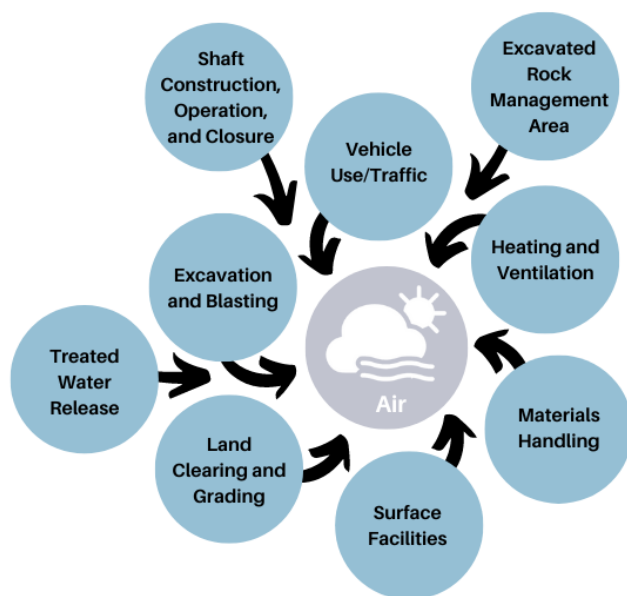 Shaft
Construction,
Operation,
and Closure
Excavated
Rock
Management
Area
Vehicle
Use/Traffic
Heating and
Ventilation
Excavation
and Blasting
Treated
Water
Release
Air
Materials
Handling
Land
Clearing and
Grading
Surface
Facilities